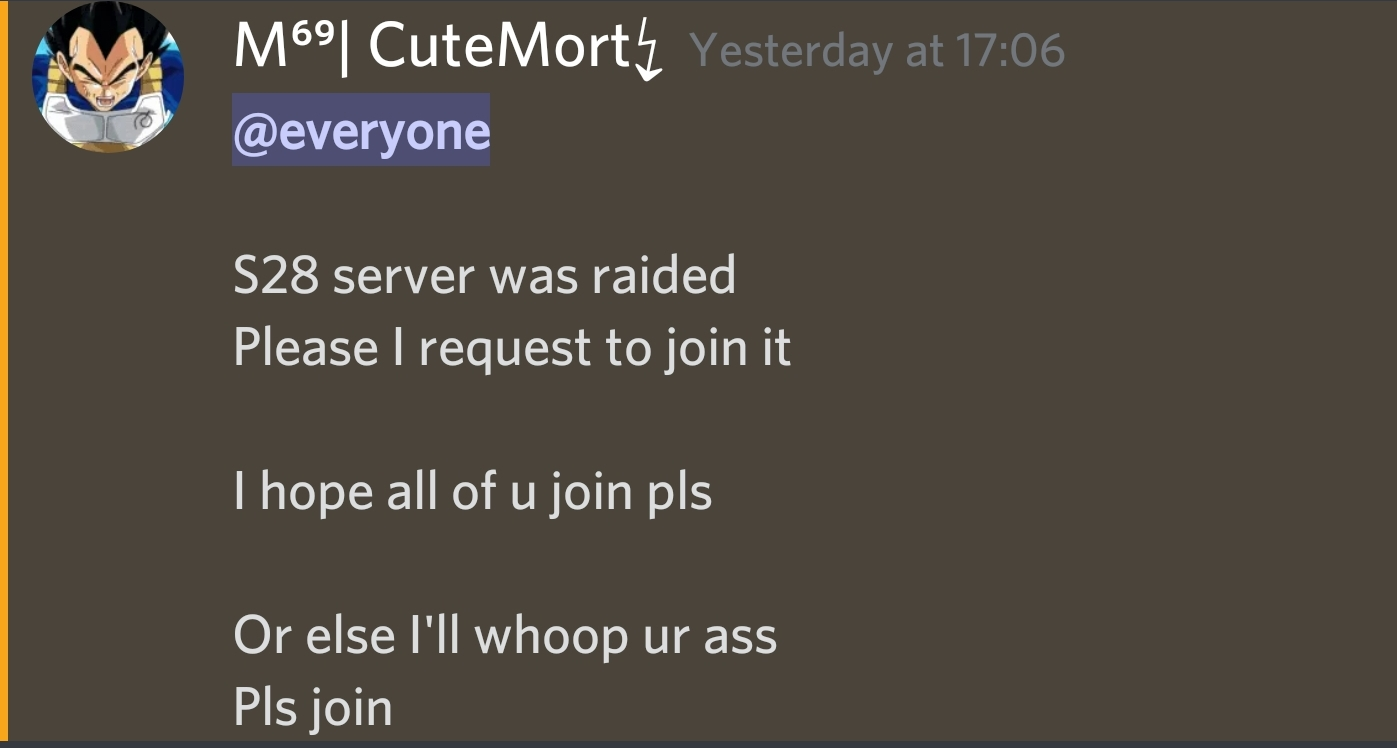 M⁶⁹| CuteMort↯ Yesterday at 17:06
@everyone
S28 server was raided
Please I request to join it
I hope all of u join pls
Or else I'll whoop ur ass
Pls join